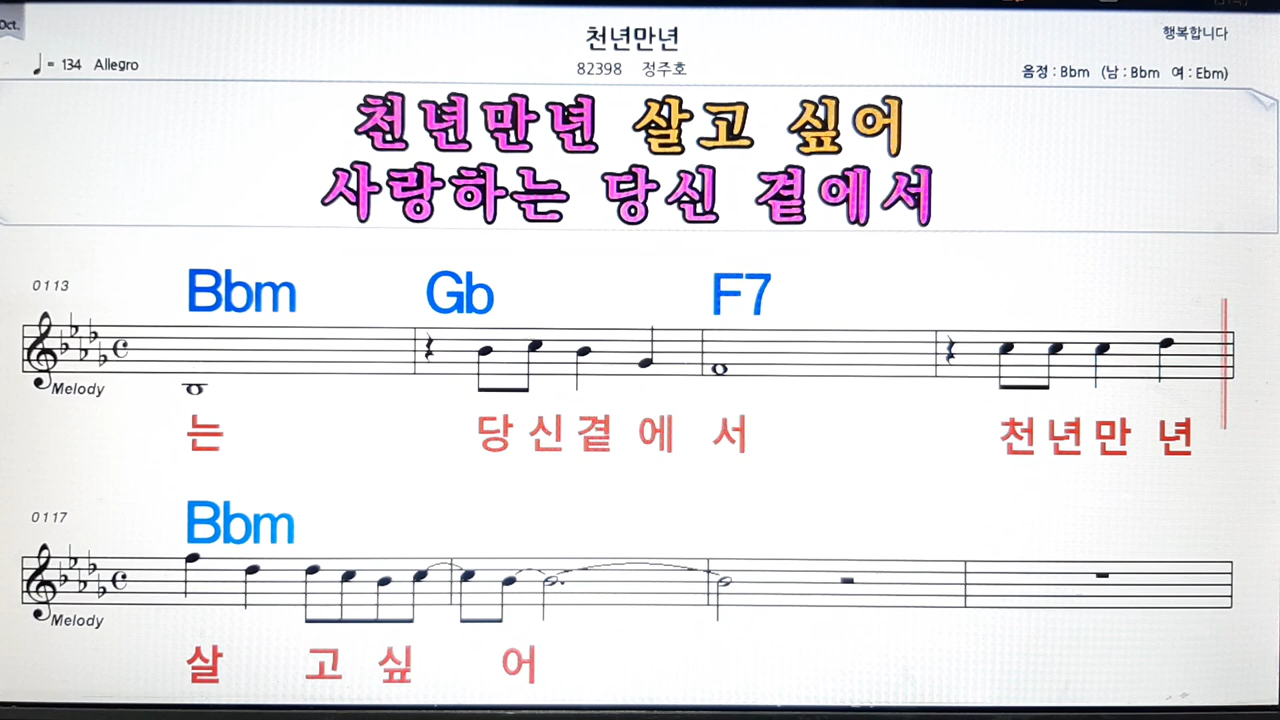 Oct.
천년만년
행복합니다
= 134 Allegro
82398 정주호
음정 : Bbm (남 : Bbm 여 : Ebm)
천년만년 살고 싶어
사랑하는 당신 곁에서
0113
Bbm Gb F7
Melody
는 당신곁에 서 천년만 년
0117
Bbm
Melody
살 고 싶 어